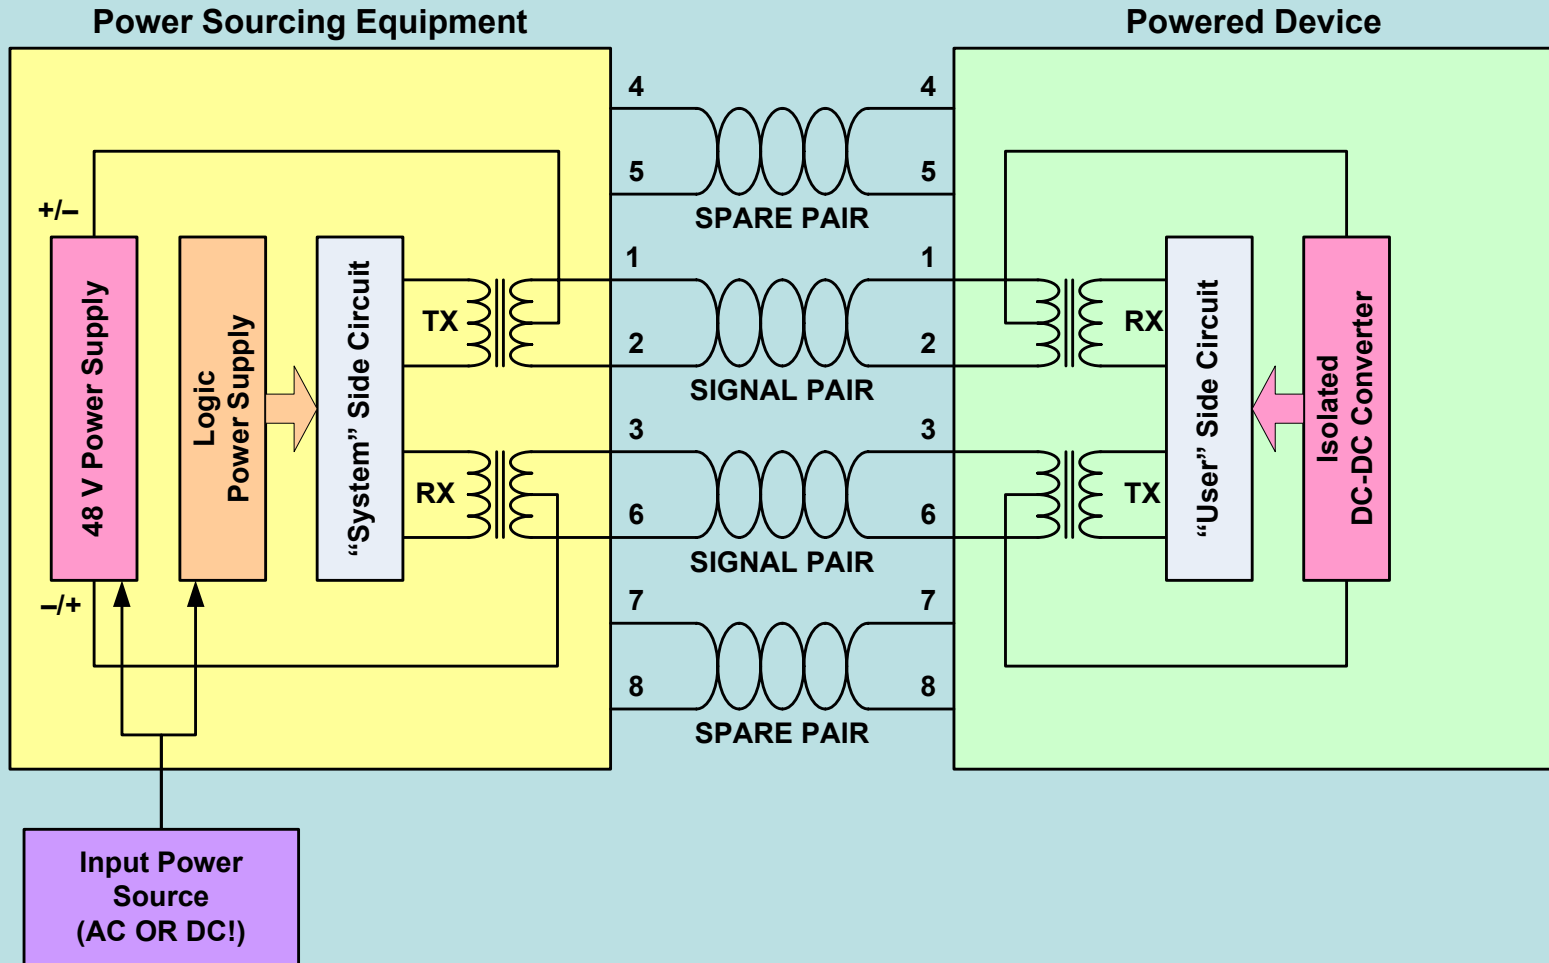 Power Sourcing Equipment
Powered Device
4
4
5
5
SPARE PAIR
+/–
1
1
TX
RX
2
2
SIGNAL PAIR
48 V Power Supply
Logic
Power Supply
“System” Side Circuit
“User” Side Circuit
Isolated
DC-DC Converter
3
3
RX
TX
6
6
SIGNAL PAIR
–/+
7
7
8
8
SPARE PAIR
Input Power
Source
(AC OR DC!)